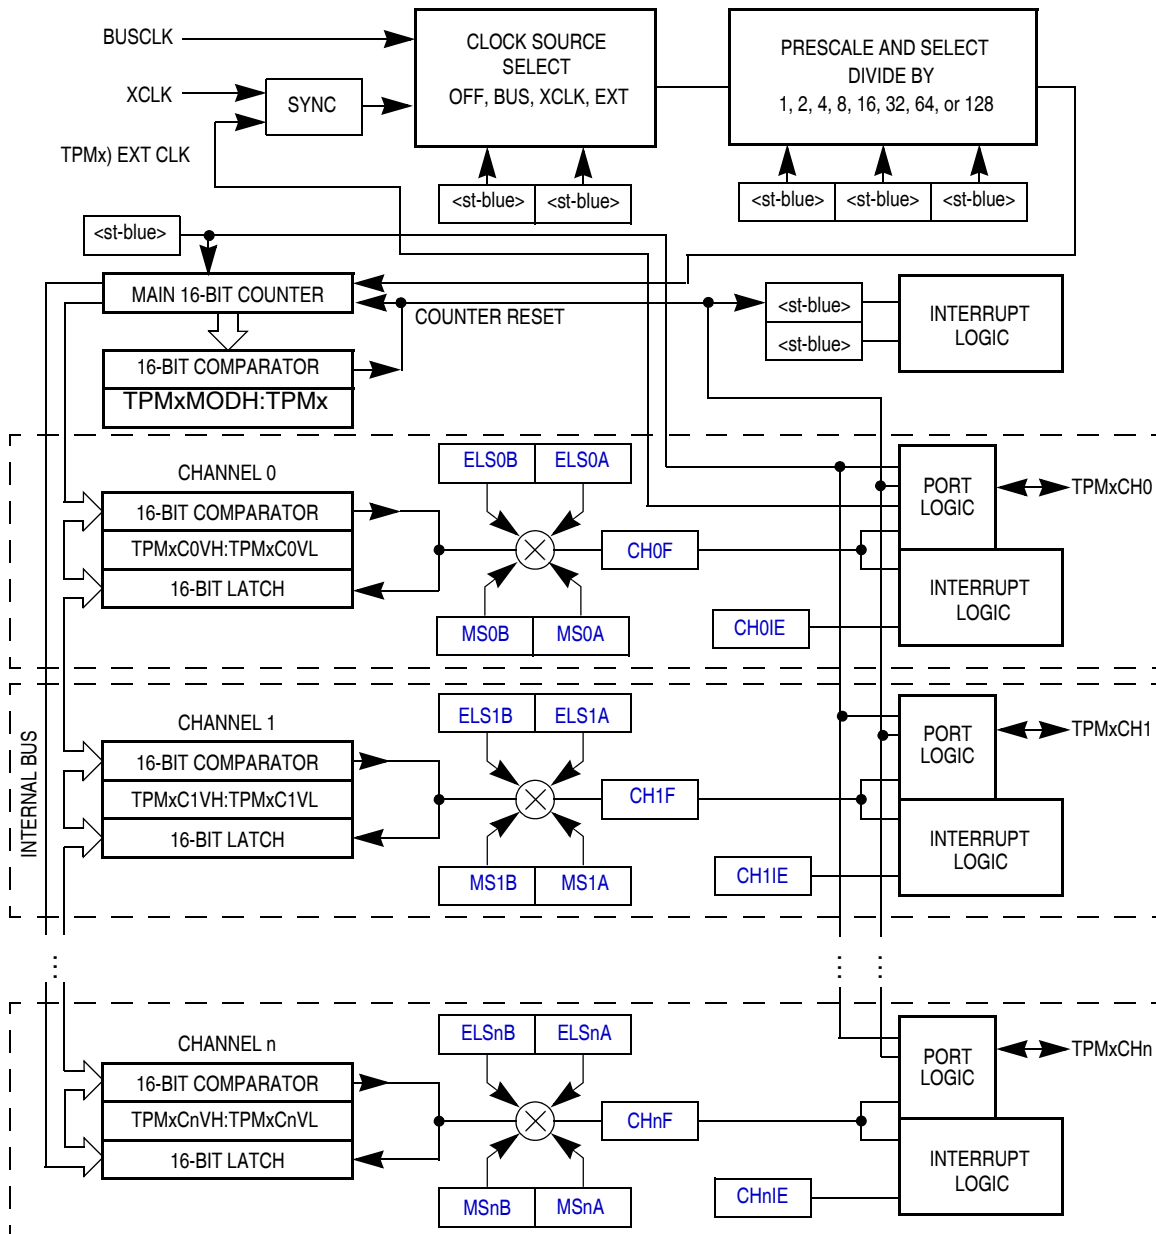 BUSCLK
CLOCK SOURCE
SELECT
OFF, BUS, XCLK, EXT
PRESCALE AND SELECT
DIVIDE BY
1, 2, 4, 8, 16, 32, 64, or 128
XCLK
SYNC
TPMx) EXT CLK
<st-blue>
<st-blue>
<st-blue>
<st-blue>
<st-blue>
<st-blue>
MAIN 16-BIT COUNTER
COUNTER RESET
<st-blue>
<st-blue>
INTERRUPT
LOGIC
16-BIT COMPARATOR
TPMxMODH:TPMx
CHANNEL 0
ELS0B
ELS0A
PORT
LOGIC
TPMxCH0
16-BIT COMPARATOR
TPMxC0VH:TPMxC0VL
16-BIT LATCH
CH0F
INTERRUPT
LOGIC
MS0B
MS0A
CH0IE
INTERNAL BUS
CHANNEL 1
ELS1B
ELS1A
PORT
LOGIC
TPMxCH1
16-BIT COMPARATOR
TPMxC1VH:TPMxC1VL
16-BIT LATCH
CH1F
INTERRUPT
LOGIC
MS1B
MS1A
CH1IE
...
...
...
CHANNEL n
ELSnB
ELSnA
PORT
LOGIC
TPMxCHn
16-BIT COMPARATOR
TPMxCnVH:TPMxCnVL
16-BIT LATCH
CHnF
INTERRUPT
LOGIC
MSnB
MSnA
CHnIE